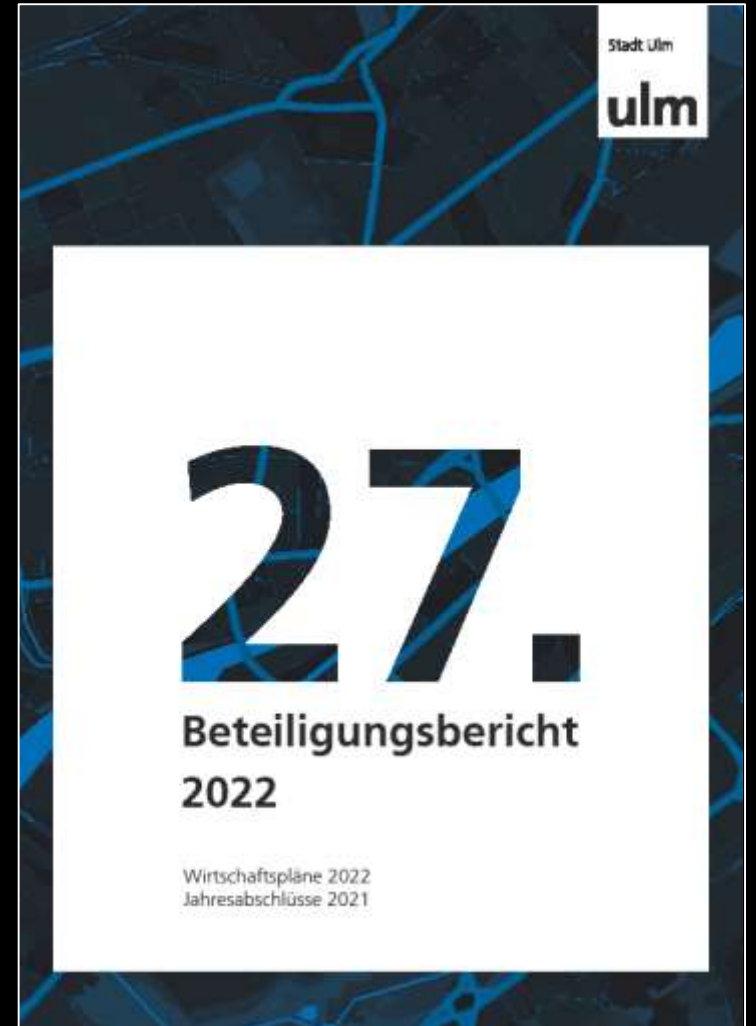 Stadt Ulm
ulm
27.
Beteiligungsbericht
2022
Wirtschaftspläne 2022
Jahresabschlüsse 2021